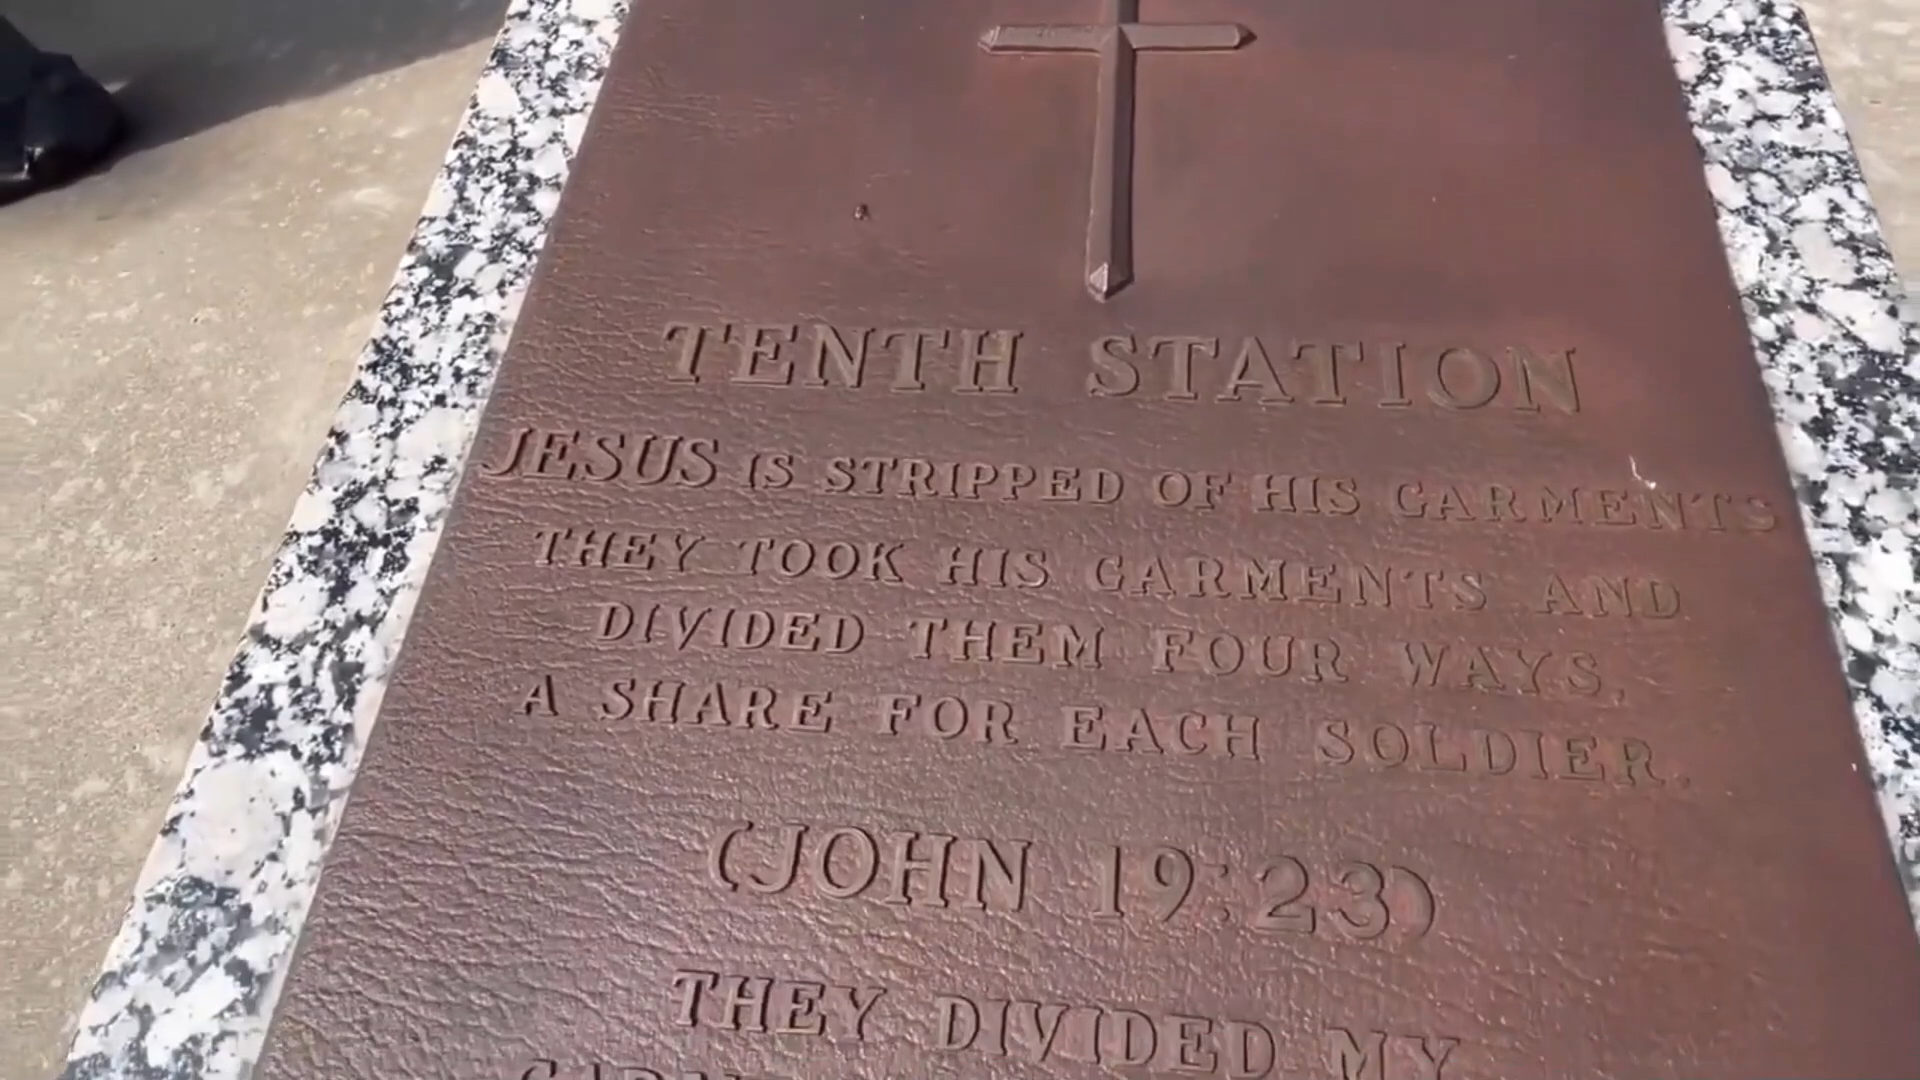 TENTH STATION
JESUS IS STRIPPED OF HIS GARMENTS
THEY TOOK HIS GARMENTS AND
DIVIDED THEM FOUR WAYS,
A SHARE FOR EACH SOLDIER.
(JOHN 19:23)
THEY DIVIDED MY